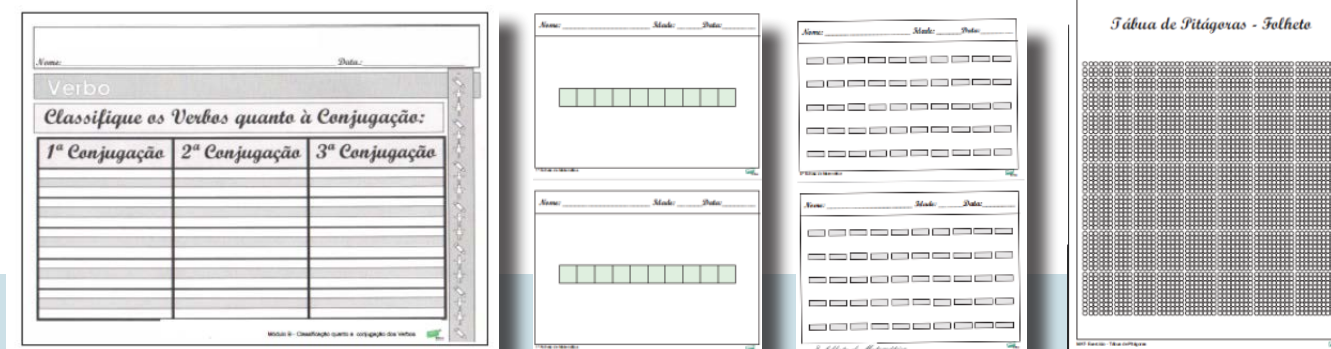 Nome: Data:
Verbo
Classifique os Verbos quanto à Conjugação:
1ª Conjugação 2ª Conjugação 3ª Conjugação
Módulo B - Classificação quanto a conjugação dos Verbos
Nome: Idade: Data:
Nome: Idade: Data:
Nome: Idade: Data:
Nome: Idade: Data:
Tábua de Pitágoras - Folheto